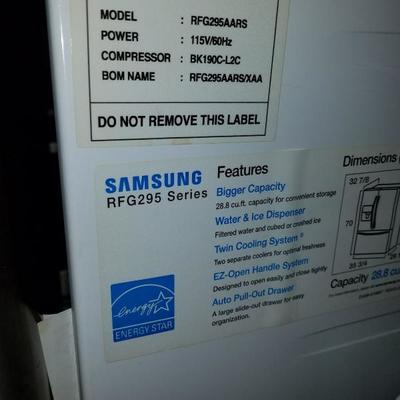 MODEL : RFG295AARS
POWER : 115V/60Hz
COMPRESSOR : BK190C-L2C
BOM NAME : RFG295AARS/XAA
DO NOT REMOVE THIS LABEL
SAMSUNG
RFG295 Series
Features
Bigger Capacity
28.8 cu.ft. capacity for convenient storage
Water & Ice Dispenser
Filtered water and cubed or crushed ice
Twin Cooling System®
Two separate coolers for optimal freshness
EZ-Open Handle System
Designed to open easily and close tightly
Auto Pull-Out Drawer
A large slide-out drawer for easy
organization.
energy
ENERGY STAR
Dimensions
32 7/8
70
35 3/4
Capacity 28.8 cu